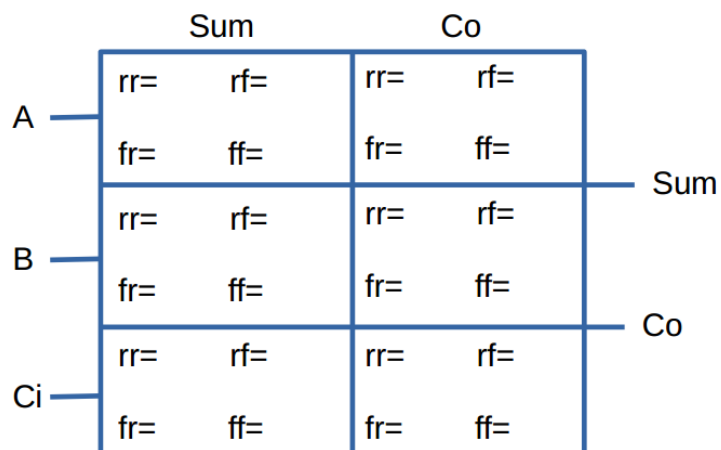 Sum Co
rr= rf= rr= rf=
A
fr= ff= fr= ff=
Sum
rr= rf= rr= rf=
B
fr= ff= fr= ff=
Co
rr= rf= rr= rf=
Ci
fr= ff= fr= ff=